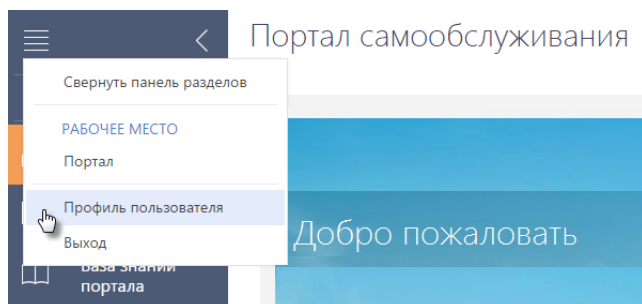 Портал самообслуживания
Свернуть панель разделов
РАБОЧЕЕ МЕСТО
Портал
Профиль пользователя
Выход
База знаний
портала
Добро пожаловать